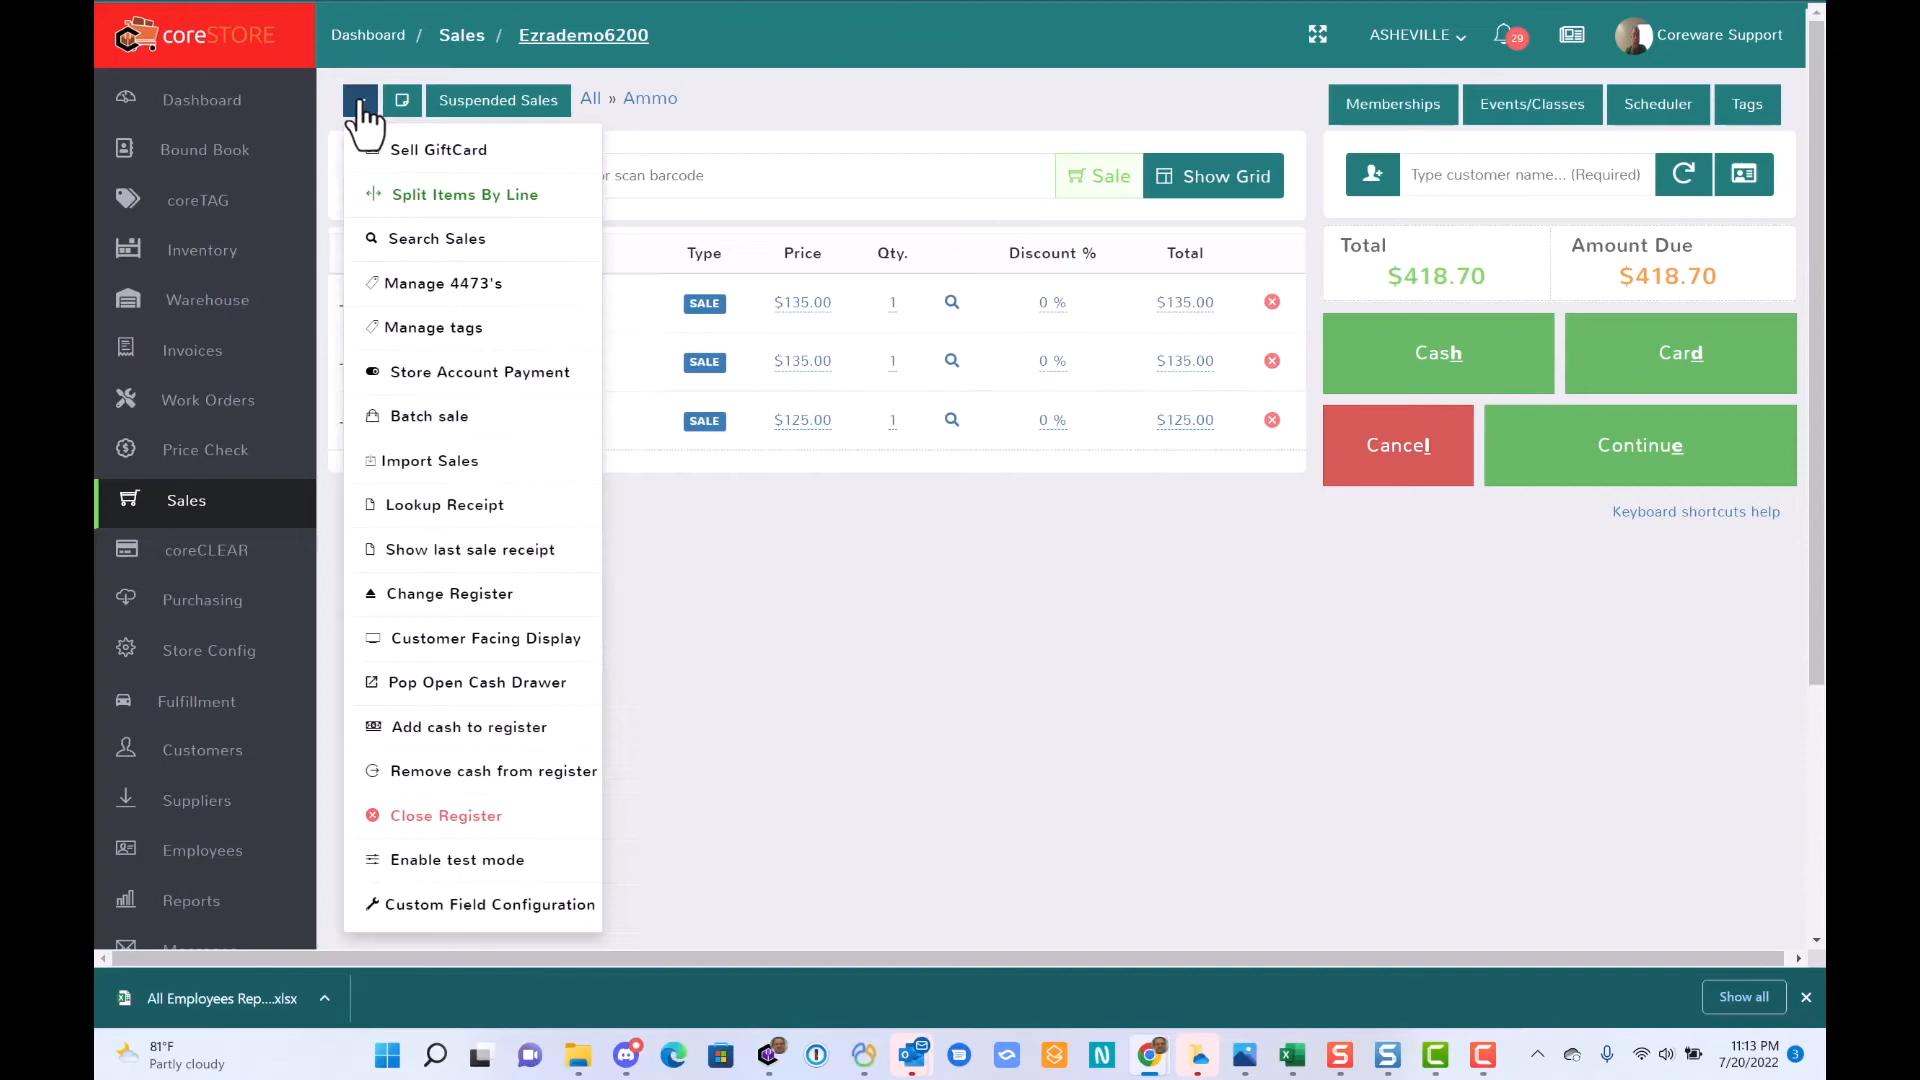 coreSTORE
Dashboard / Sales / Ezrademo6200
ASHEVILLE
29
Coreware Support
Dashboard
Bound Book
coreTAG
Inventory
Warehouse
Invoices
Work Orders
Price Check
Sales
coreCLEAR
Purchasing
Store Config
Fulfillment
Customers
Suppliers
Employees
Reports
Suspended Sales
All » Ammo
Memberships
Events/Classes
Scheduler
Tags
Sell GiftCard
Split Items By Line
Search Sales
Manage 4473's
Manage tags
Store Account Payment
Batch sale
Import Sales
Lookup Receipt
Show last sale receipt
Change Register
Customer Facing Display
Pop Open Cash Drawer
Add cash to register
Remove cash from register
Close Register
Enable test mode
Custom Field Configuration
or scan barcode
Sale
Show Grid
Type Price Qty. Discount % Total
SALE $135.00 1 0 % $135.00
SALE $135.00 1 0 % $135.00
SALE $125.00 1 0 % $125.00
Type customer name... (Required)
Total
$418.70
Amount Due
$418.70
Cash
Card
Cancel
Continue
Keyboard shortcuts help
All Employees Rep....xlsx
Show all
81°F
Partly cloudy
11:13 PM
7/20/2022
3